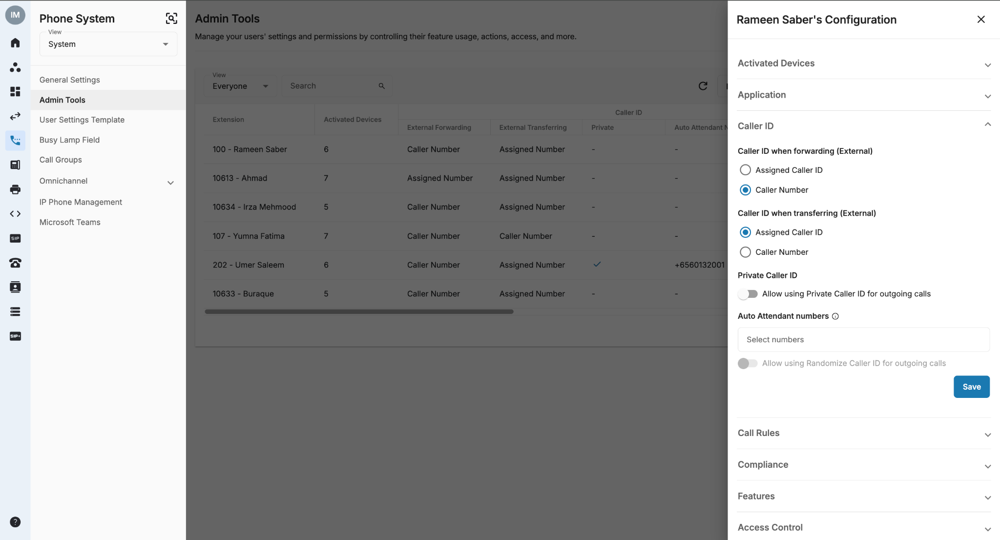 IM
Phone System
View
System
General Settings
Admin Tools
User Settings Template
Busy Lamp Field
Call Groups
Omnichannel
IP Phone Management
Microsoft Teams
SIP
SIP+
?
Admin Tools
Manage your users' settings and permissions by controlling their feature usage, actions, access, and more.
View
Everyone
Search
Extension
Activated Devices
Caller ID
External Forwarding
External Transferring
Private
Auto Attendant
100 - Rameen Saber 6 Caller Number Assigned Number - -
10613 - Ahmad 7 Assigned Number Assigned Number - -
10634 - Irza Mehmood 5 Caller Number Assigned Number - -
107 - Yumna Fatima 7 Caller Number Caller Number - -
202 - Umer Saleem 6 Caller Number Assigned Number +6560132001
10633 - Buraque 5 Caller Number Assigned Number - -
Rameen Saber's Configuration
Activated Devices
Application
Caller ID
Caller ID when forwarding (External)
Assigned Caller ID
Caller Number
Caller ID when transferring (External)
Assigned Caller ID
Caller Number
Private Caller ID
Allow using Private Caller ID for outgoing calls
Auto Attendant numbers
Select numbers
Allow using Randomize Caller ID for outgoing calls
Save
Call Rules
Compliance
Features
Access Control